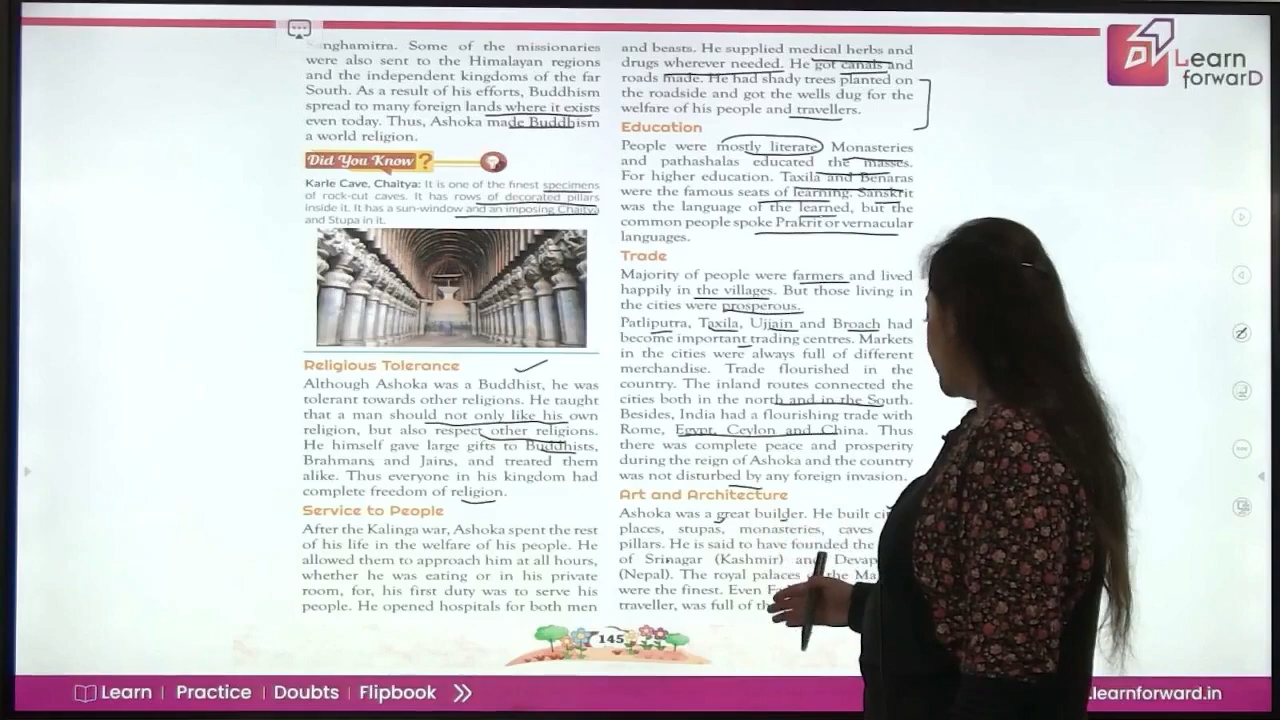 Learn
forwarD
nghamitra. Some of the missionaries
were also sent to the Himalayan regions
and the independent kingdoms of the far
South. As a result of his efforts, Buddhism
spread to many foreign lands where it exists
even today. Thus, Ashoka made Buddhism
a world religion.
Did You Know ?
Karle Cave, Chaitya: It is one of the finest specimens
of rock-cut caves. It has rows of decorated pillars
inside it. It has a sun-window and an imposing Chaitya
and Stupa in it.
Religious Tolerance
Although Ashoka was a Buddhist, he was
tolerant towards other religions. He taught
that a man should not only like his own
religion, but also respect other religions.
He himself gave large gifts to Buddhists,
Brahmans and Jains, and treated them
alike. Thus everyone in his kingdom had
complete freedom of religion.
Service to People
After the Kalinga war, Ashoka spent the rest
of his life in the welfare of his people. He
allowed them to approach him at all hours,
whether he was eating or in his private
room, for, his first duty was to serve his
people. He opened hospitals for both men
and beasts. He supplied medical herbs and
drugs wherever needed. He got canals and
roads made. He had shady trees planted on
the roadside and got the wells dug for the
welfare of his people and travellers.
Education
People were mostly literate. Monasteries
and pathashalas educated the masses.
For higher education. Taxila and Benaras
were the famous seats of learning. Sanskrit
was the language of the learned, but the
common people spoke Prakrit or vernacular
languages.
Trade
Majority of people were farmers and lived
happily in the villages. But those living in
the cities were prosperous.
Patliputra, Taxila, Ujjain and Broach had
become important trading centres. Markets
in the cities were always full of different
merchandise. Trade flourished in the
country. The inland routes connected the
cities both in the north and in the South.
Besides, India had a flourishing trade with
Rome, Egypt, Ceylon and China. Thus
there was complete peace and prosperity
during the reign of Ashoka and the country
was not disturbed by any foreign invasion.
Art and Architecture
Ashoka was a great builder. He built
places, stupas, monasteries, caves
pillars. He is said to have founded the
of Srinagar (Kashmir) and
(Nepal). The royal palaces the
were the finest. Even
traveller, was full of
145
Learn | Practice | Doubts | Flipbook
.learnforward.in